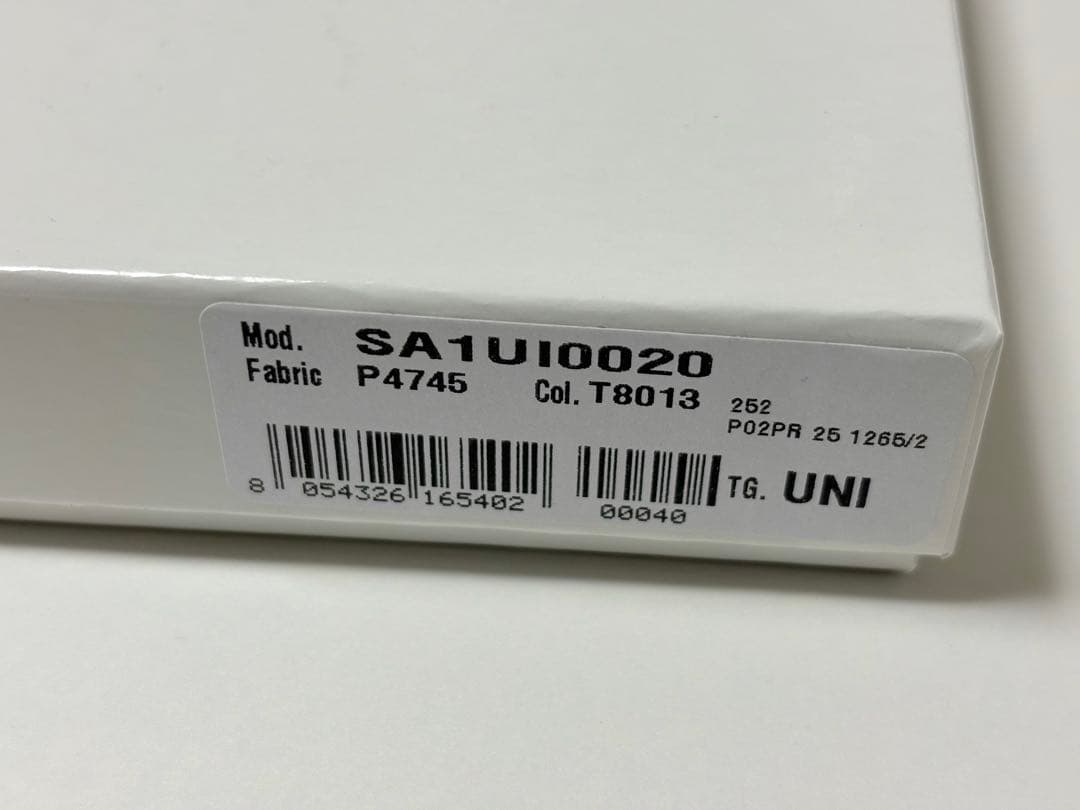 Mod. SA1UI0020
Fabric P4745 Col. T8013 252
P02PR 25 1265/2
8 054326 165402 00040 TG. UNI